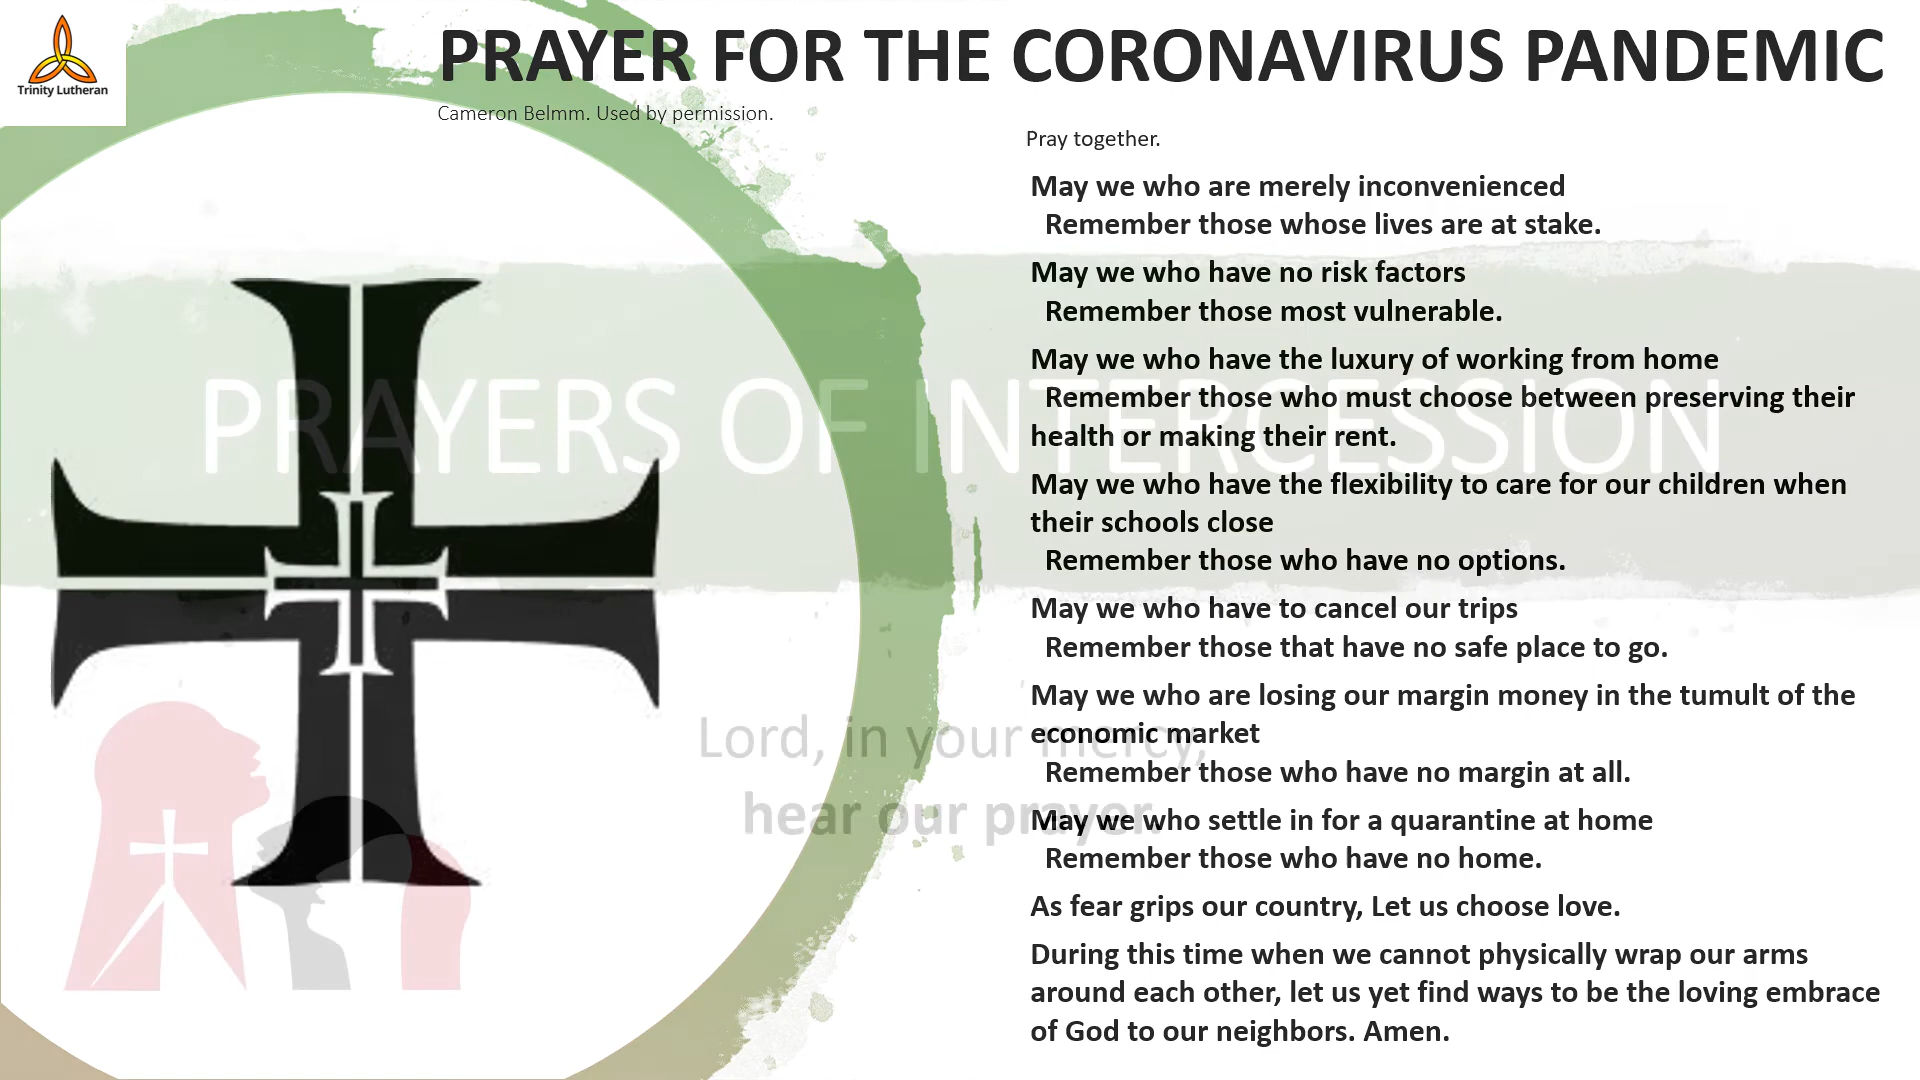 Trinity Lutheran
PRAYER FOR THE CORONAVIRUS PANDEMIC
Cameron Belmm. Used by permission.
Pray together.
May we who are merely inconvenienced
Remember those whose lives are at stake.
May we who have no risk factors
Remember those most vulnerable.
May we who have the luxury of working from home
Remember those who must choose between preserving their
health or making their rent.
May we who have the flexibility to care for our children when
their schools close
Remember those who have no options.
May we who have to cancel our trips
Remember those that have no safe place to go.
May we who are losing our margin money in the tumult of the
economic market
Remember those who have no margin at all.
May we who settle in for a quarantine at home
Remember those who have no home.
As fear grips our country, Let us choose love.
During this time when we cannot physically wrap our arms
around each other, let us yet find ways to be the loving embrace
of God to our neighbors. Amen.
PRAYERS OF INTERCESSION
Lord, in your mercy,
hear our prayer.